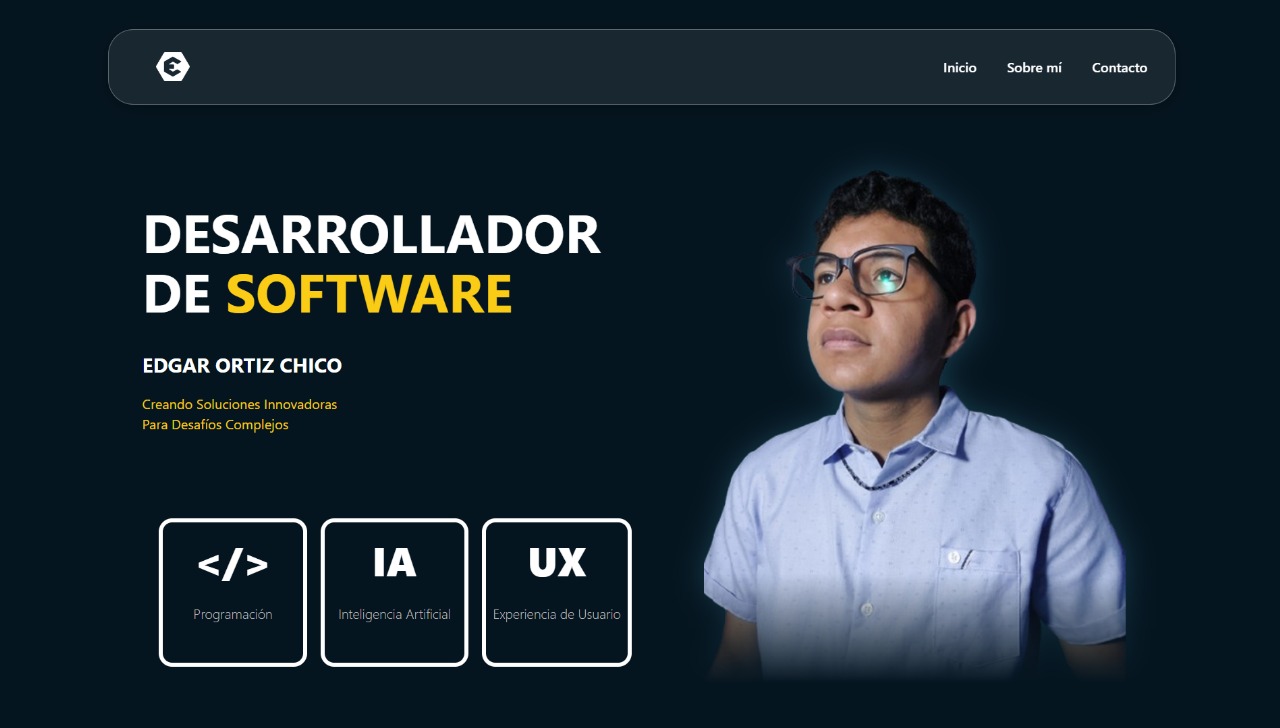 Inicio Sobre mí Contacto
DESARROLLADOR
DE SOFTWARE
EDGAR ORTIZ CHICO
Creando Soluciones Innovadoras
Para Desafíos Complejos
</> IA UX
Programación Inteligencia Artificial Experiencia de Usuario